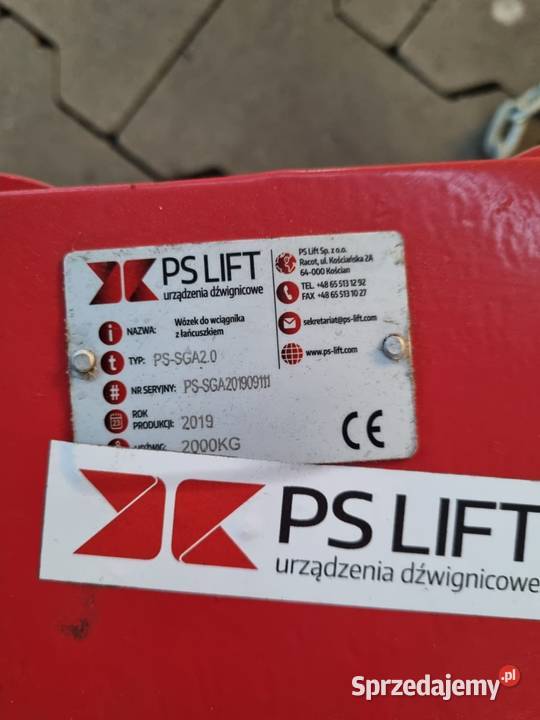 PS LIFT
urządzenia dźwignicowe
PS Lift Sp. z o.o.
Racot, ul. Kościańska 2A
64-000 Kościan
TEL. +48 65 513 12 92
FAX +48 65 513 10 27
sekretariat@ps-lift.com
www.ps-lift.com
i NAZWA: Wózek do wciągnika
z łańcuszkiem
t TYP: PS-SGA2.0
# NR SERYJNY: PS-SGA201909111
ROK
PRODUKCJI: 2019
UDŹWIG: 2000KG
CE
PS LIFT
urządzenia dźwignicowe
Sprzedajemy.pl